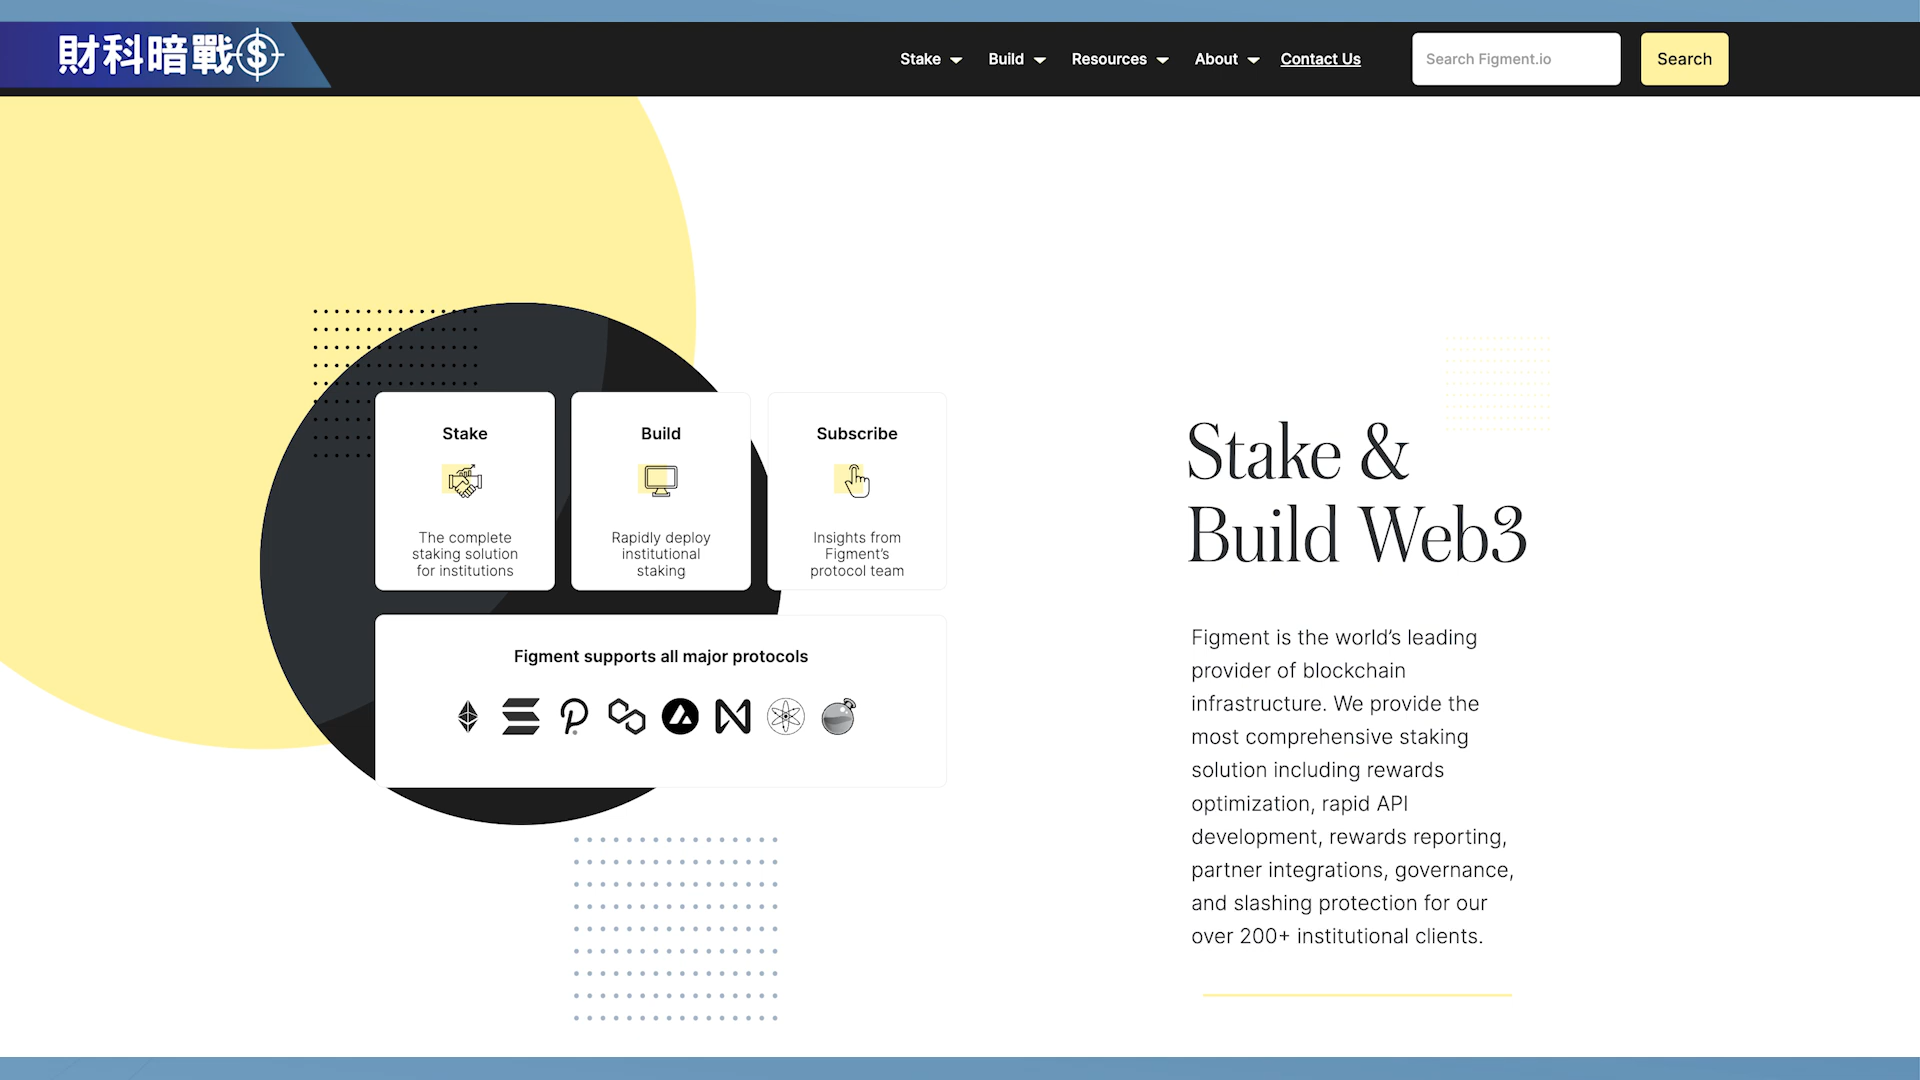 財科暗戰
Stake
Build
Resources
About
Contact Us
Search Figment.io
Search
Stake
The complete
staking solution
for institutions
Build
Rapidly deploy
institutional
staking
Subscribe
Insights from
Figment's
protocol team
Figment supports all major protocols
Stake &
Build Web3
Figment is the world's leading
provider of blockchain
infrastructure. We provide the
most comprehensive staking
solution including rewards
optimization, rapid API
development, rewards reporting,
partner integrations, governance,
and slashing protection for our
over 200+ institutional clients.